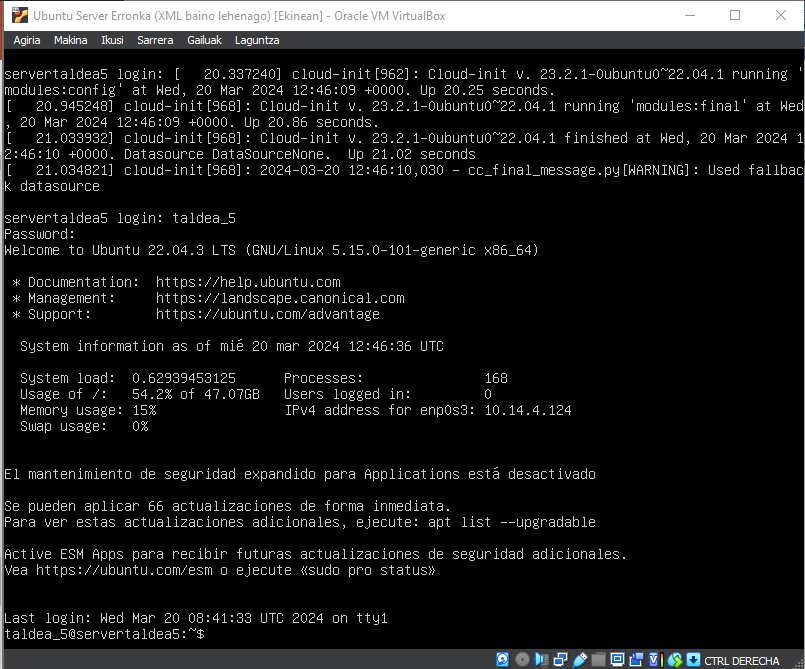 Ubuntu Server Erronka (XML baino lehenago) [Ekinean] - Oracle VM VirtualBox
Agiria Makina Ikusi Sarrera Gailuak Laguntza
servertaldea5 login: [   20.337240] cloud-init[962]: Cloud-init v. 23.2.1-0ubuntu0~22.04.1 running '
modules:config' at Wed, 20 Mar 2024 12:46:09 +0000. Up 20.25 seconds.
[   20.945248] cloud-init[968]: Cloud-init v. 23.2.1-0ubuntu0~22.04.1 running 'modules:final' at Wed
, 20 Mar 2024 12:46:09 +0000. Up 20.86 seconds.
[   21.033932] cloud-init[968]: Cloud-init v. 23.2.1-0ubuntu0~22.04.1 finished at Wed, 20 Mar 2024 1
2:46:10 +0000. Datasource DataSourceNone.  Up 21.02 seconds
[   21.034821] cloud-init[968]: 2024-03-20 12:46:10,030 - cc_final_message.py[WARNING]: Used fallbac
k datasource
servertaldea5 login: taldea_5
Password:
Welcome to Ubuntu 22.04.3 LTS (GNU/Linux 5.15.0-101-generic x86_64)
* Documentation:  https://help.ubuntu.com
* Management:     https://landscape.canonical.com
* Support:        https://ubuntu.com/advantage
System information as of mié 20 mar 2024 12:46:36 UTC
System load:  0.62939453125      Processes:               168
Usage of /:   54.2% of 47.07GB   Users logged in:         0
Memory usage: 15%                IPv4 address for enp0s3: 10.14.4.124
Swap usage:   0%
El mantenimiento de seguridad expandido para Applications está desactivado
Se pueden aplicar 66 actualizaciones de forma inmediata.
Para ver estas actualizaciones adicionales, ejecute: apt list --upgradable
Active ESM Apps para recibir futuras actualizaciones de seguridad adicionales.
Vea https://ubuntu.com/esm o ejecute «sudo pro status»
Last login: Wed Mar 20 08:41:33 UTC 2024 on tty1
taldea_5@servertaldea5:~$
CTRL DERECHA